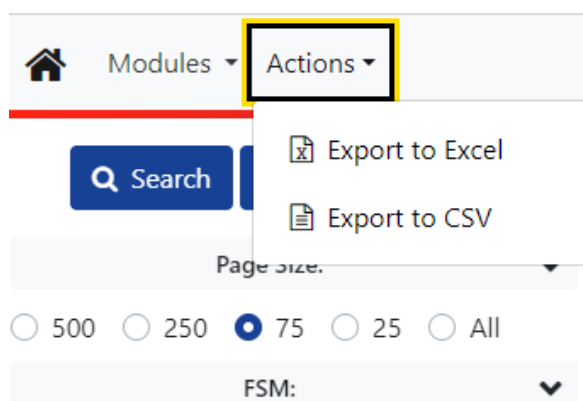 Modules Actions
Export to Excel
Search
Export to CSV
Page Size:
500 250 75 25 All
FSM: